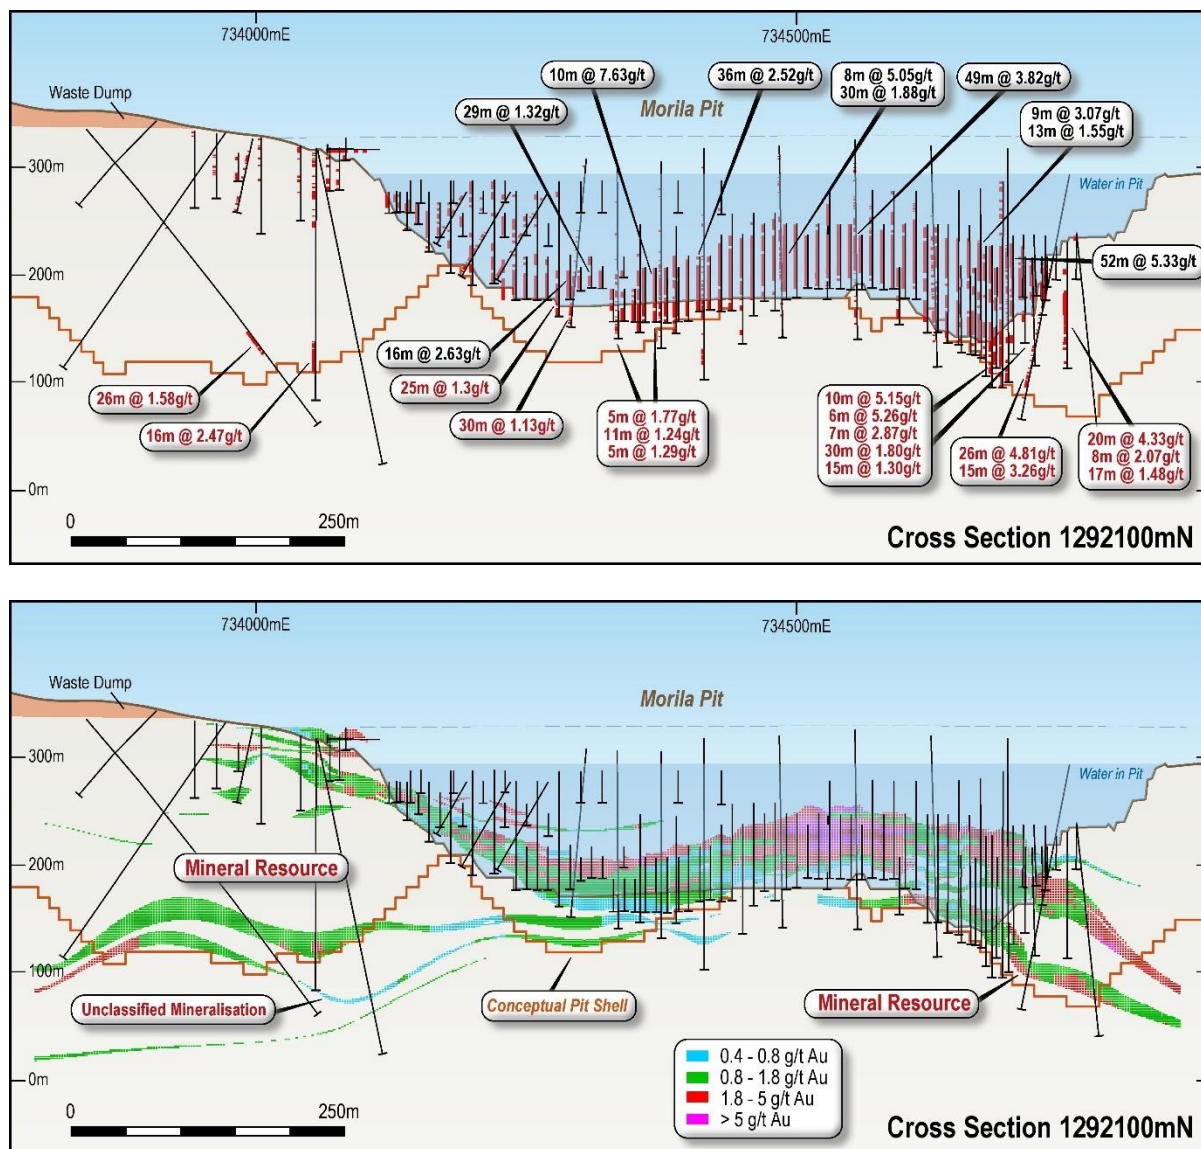 734000mE
734500mE
10m @ 7.63g/t
36m @ 2.52g/t
8m @ 5.05g/t
30m @ 1.88g/t
49m @ 3.82g/t
Waste Dump
29m @ 1.32g/t
Morila Pit
9m @ 3.07g/t
13m @ 1.55g/t
300m
Water in Pit
52m @ 5.33g/t
200m
16m @ 2.63g/t
100m
25m @ 1.3g/t
26m @ 1.58g/t
16m @ 2.47g/t
30m @ 1.13g/t
5m @ 1.77g/t
11m @ 1.24g/t
5m @ 1.29g/t
10m @ 5.15g/t
6m @ 5.26g/t
7m @ 2.87g/t
30m @ 1.80g/t
15m @ 1.30g/t
26m @ 4.81g/t
15m @ 3.26g/t
20m @ 4.33g/t
8m @ 2.07g/t
17m @ 1.48g/t
0m
0
250m
Cross Section 1292100mN
734000mE
734500mE
Waste Dump
Morila Pit
300m
Water in Pit
200m
Mineral Resource
100m
Unclassified Mineralisation
Conceptual Pit Shell
Mineral Resource
0m
0.4 - 0.8 g/t Au
0.8 - 1.8 g/t Au
1.8 - 5 g/t Au
> 5 g/t Au
0
250m
Cross Section 1292100mN